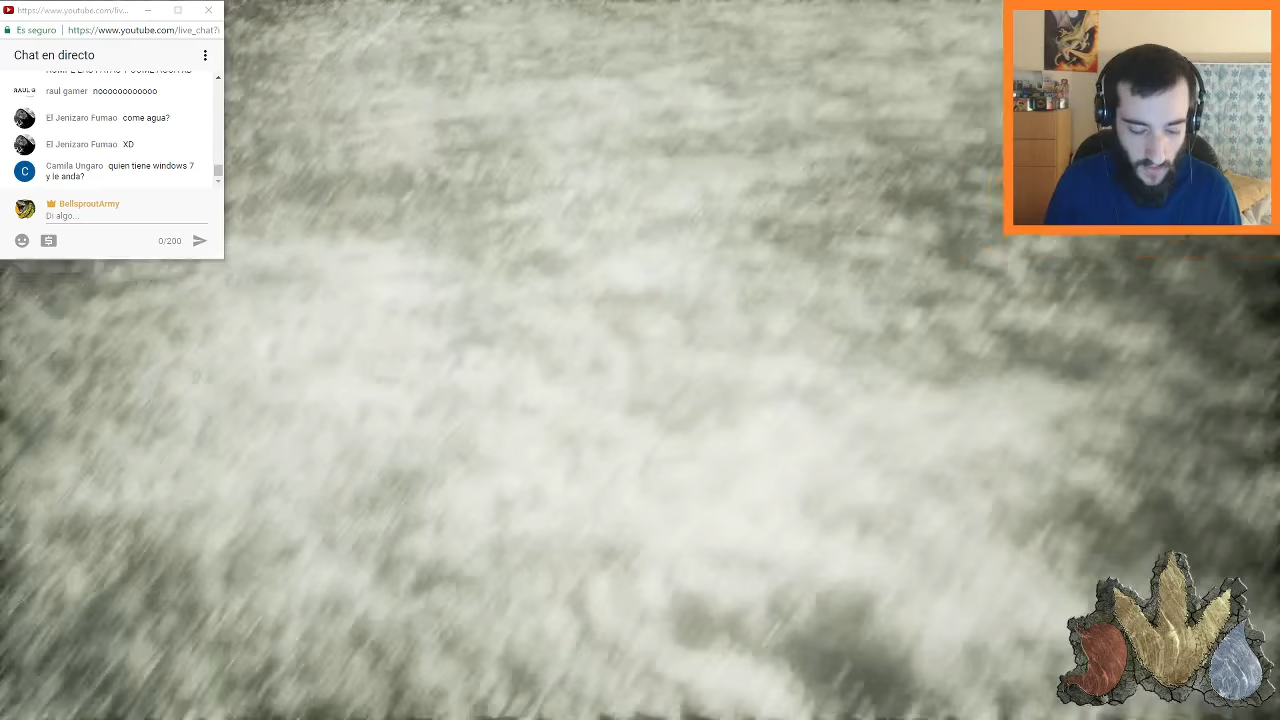 https://www.youtube.com/liv...
Es seguro
https://www.youtube.com/live_chat?i
Chat en directo
raul gamer noooooooooooo
El Jenizaro Fumao come agua?
El Jenizaro Fumao XD
Camila Ungaro quien tiene windows 7
y le anda?
BellsproutArmy
Di algo...
0/200